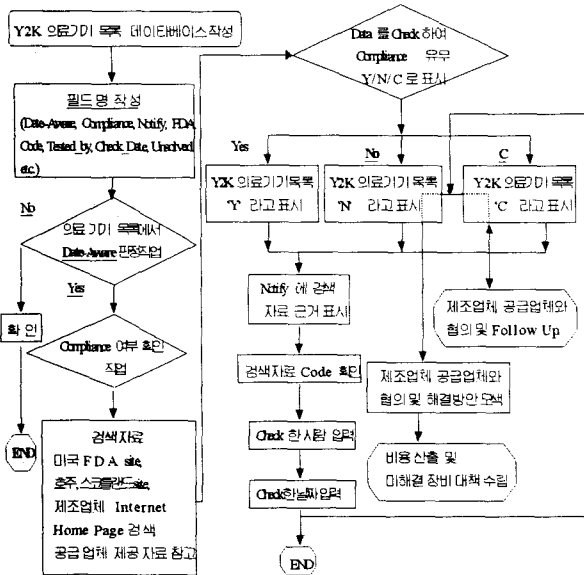 Y2K 의료기기 목록 데이타베이스작성
필드명 작성
(Date-Aware, Compliance, Notify, FDA
Code, Tested_by, Check_Date, Unsolved
etc.)
No
의료기기 목록에서
Date-Aware 판정작업
Yes
확 인
END
Compliance 여부 확인
작업
검색자료
미국 F D A site,
호주, 스코틀랜드 site,
제조업체 Internet
Home Page 검색
공급업체 제공 자료 참고
Data 를 Check 하여
Compliance 유무
Y/N/C 로 표시
Yes
No
C
Y2K 의료기기목록
'Y' 라고 표시
Y2K 의료기기 목록
'N' 라고표시
Y2K 의료기기 목록
'C' 라고 표시
Notify 에 검색
자료 근거 표시
검색자료 Code 확인
Check 한 사람 입력
Check한날짜입력
END
제조업체 공급업체와
협의 및 Follow Up
제조업체 공급업체와
협의 및 해결방안 모색
비용 산출 및
미해결 장비 대책 수립